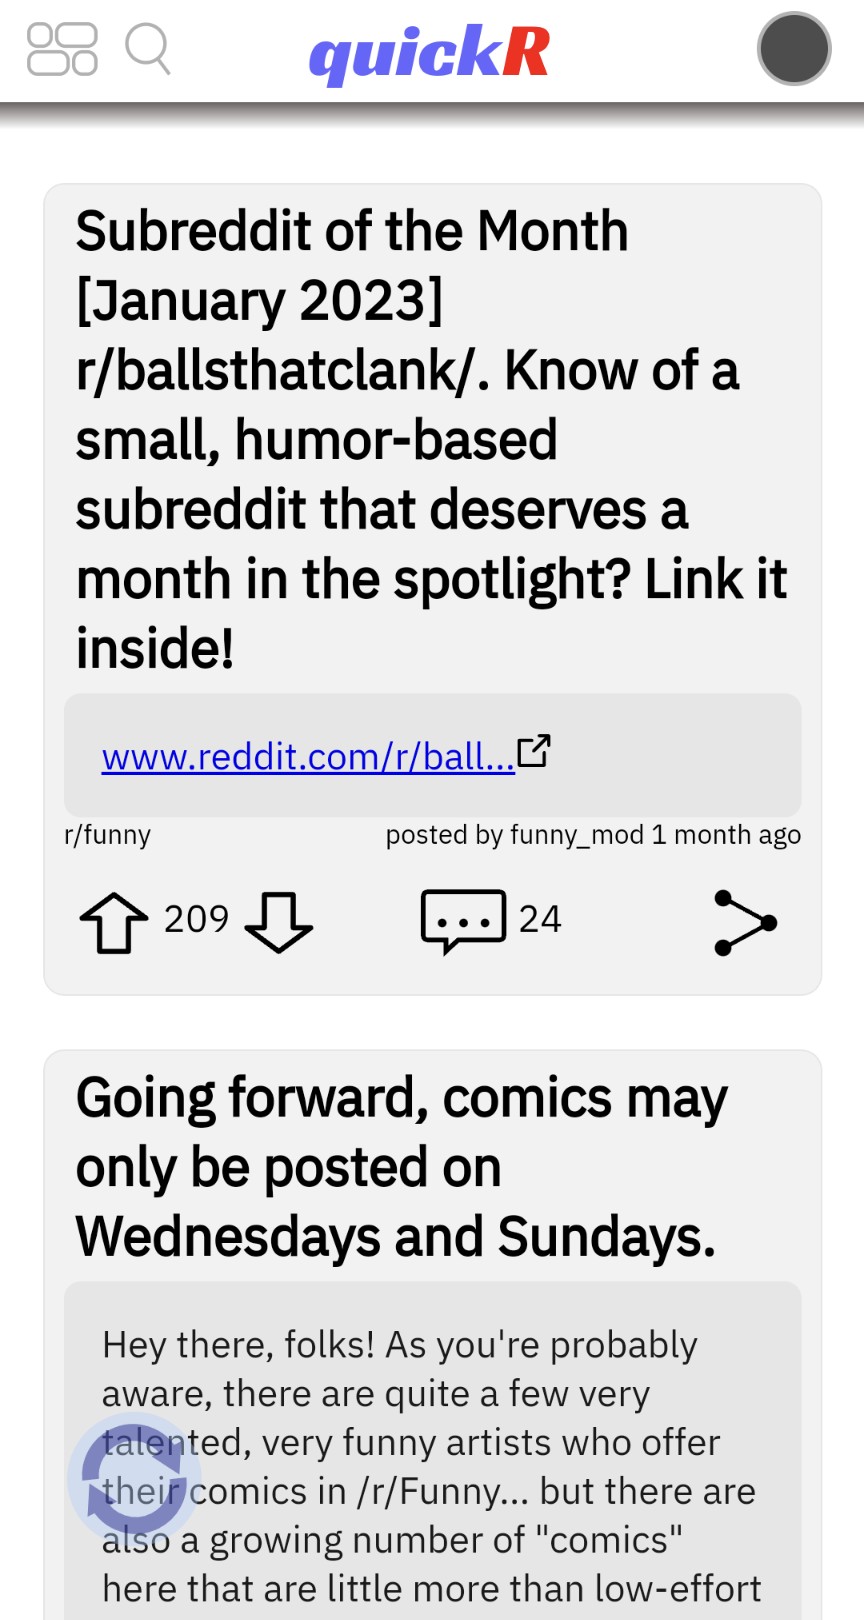 quickR
Subreddit of the Month
[January 2023]
r/ballsthatclank/. Know of a
small, humor-based
subreddit that deserves a
month in the spotlight? Link it
inside!
www.reddit.com/r/ball...
r/funny posted by funny_mod 1 month ago
209 24
Going forward, comics may
only be posted on
Wednesdays and Sundays.
Hey there, folks! As you're probably
aware, there are quite a few very
talented, very funny artists who offer
their comics in /r/Funny... but there are
also a growing number of "comics"
here that are little more than low-effort